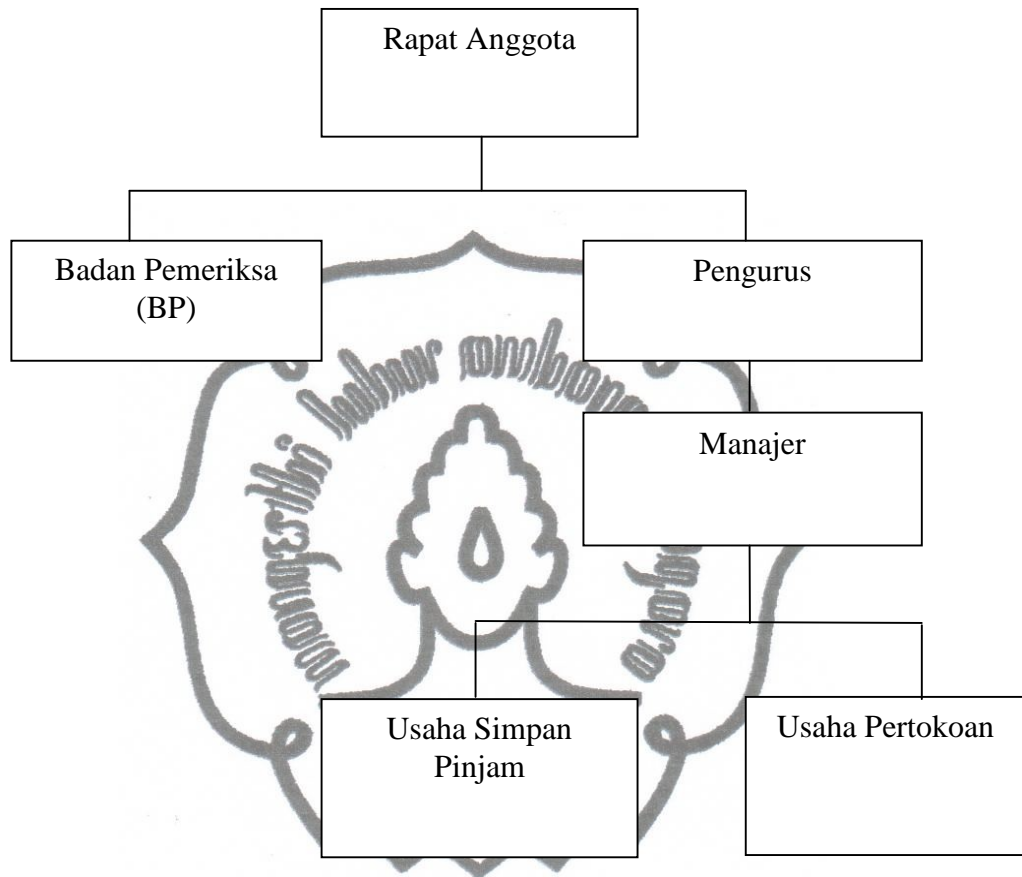 Rapat Anggota
Badan Pemeriksa
(BP)
Pengurus
Manajer
Usaha Simpan
Pinjam
Usaha Pertokoan